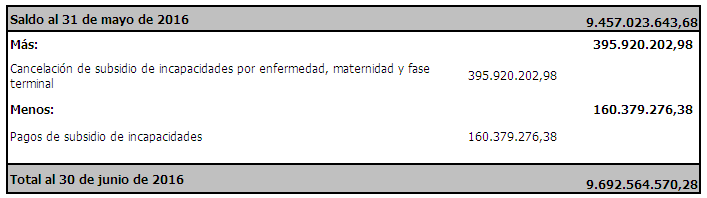 Saldo al 31 de mayo de 2016 9.457.023.643,68
Más: 395.920.202,98
Cancelación de subsidio de incapacidades por enfermedad, maternidad y fase
terminal 395.920.202,98
Menos: 160.379.276,38
Pagos de subsidio de incapacidades 160.379.276,38
Total al 30 de junio de 2016 9.692.564.570,28